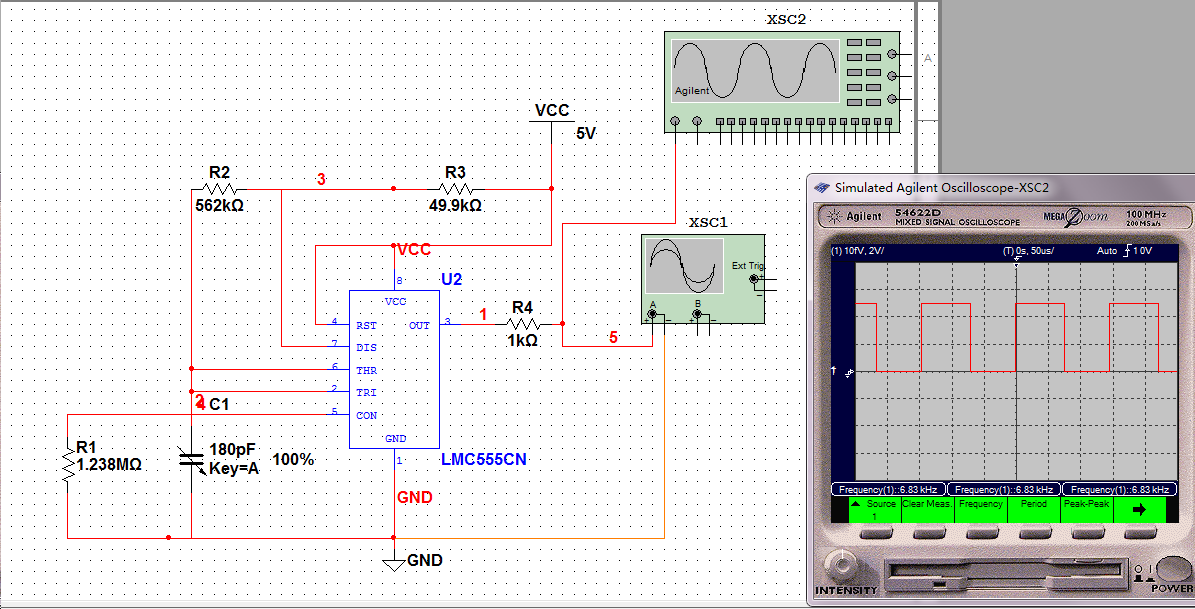 XSC2
Agilent
A
VCC
5V
R2
3
R3
562kΩ
49.9kΩ
XSC1
Ext Trig
+
−
A
B
+ − + −
VCC
U2
8
VCC
4 RST
OUT 3
1
R4
1kΩ
5
7 DIS
6 THR
2 TRI
5 CON
GND
1
LMC555CN
2
4
C1
180pF
Key=A
100%
R1
1.238MΩ
GND
GND
Simulated Agilent Oscilloscope-XSC2
Agilent
54622D
MIXED SIGNAL OSCILLOSCOPE
MEGA Zoom
100 MHz
200 MSa/s
(1) 10fV, 2V/
(T) 0s, 50us/
Auto
1 0V
Frequency(1)::6.83 kHz
Frequency(1)::6.83 kHz
Frequency(1)::6.83 kHz
Source
1
Clear Meas.
Frequency
Period
Peak-Peak
INTENSITY
O I
POWER